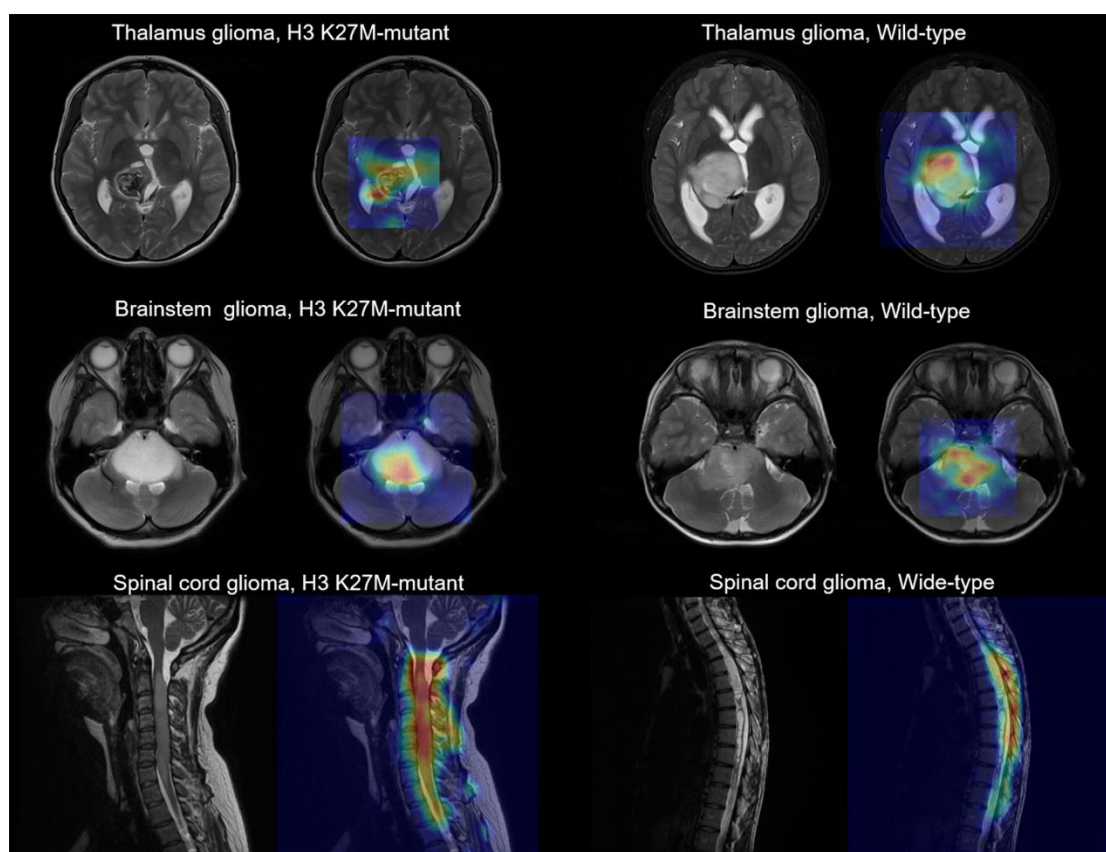 Thalamus glioma, H3 K27M-mutant
Thalamus glioma, Wild-type
Brainstem  glioma, H3 K27M-mutant
Brainstem glioma, Wild-type
Spinal cord glioma, H3 K27M-mutant
Spinal cord glioma, Wide-type